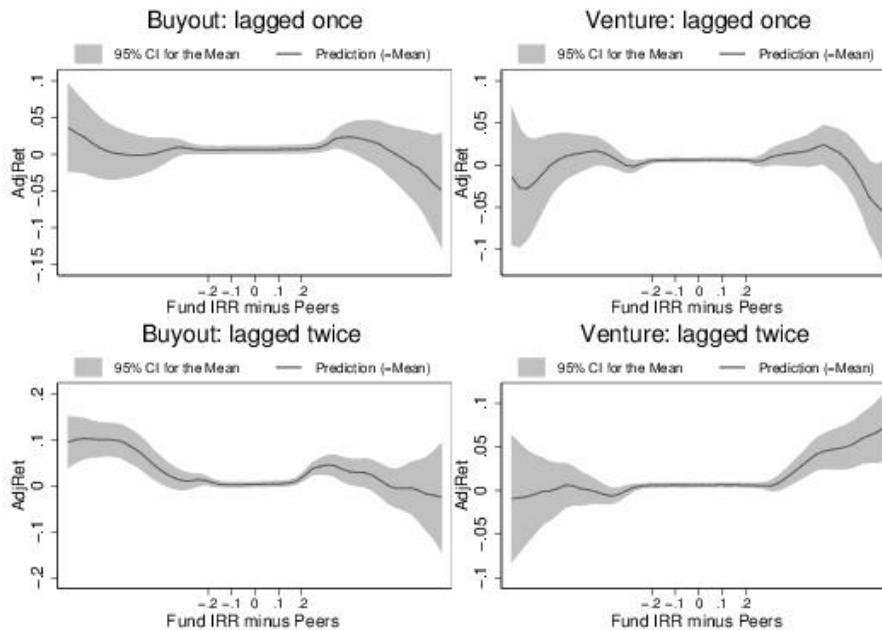 Buyout: lagged once
95% CI for the Mean Prediction (=Mean)
.1
.05
0
-.05
-.1
-.15
AdjRet
-.2 -.1 0 .1 .2
Fund IRR minus Peers
Venture: lagged once
95% CI for the Mean Prediction (=Mean)
.1
.05
0
-.05
-.1
AdjRet
-.2 -.1 0 .1 .2
Fund IRR minus Peers
Buyout: lagged twice
95% CI for the Mean Prediction (=Mean)
.2
.1
0
-.1
-.2
AdjRet
-.2 -.1 0 .1 .2
Fund IRR minus Peers
Venture: lagged twice
95% CI for the Mean Prediction (=Mean)
.1
.05
0
-.05
-.1
AdjRet
-.2 -.1 0 .1 .2
Fund IRR minus Peers